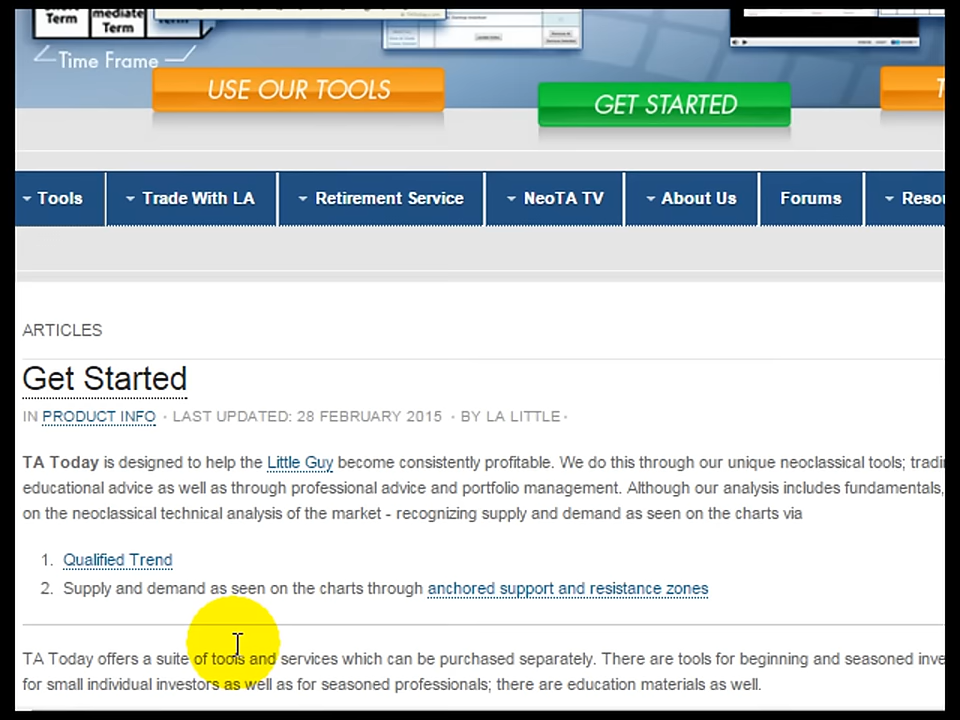 Term
mediate
Term
Time Frame
USE OUR TOOLS
GET STARTED
Tools
Trade With LA
Retirement Service
NeoTA TV
About Us
Forums
Resou
ARTICLES
Get Started
IN PRODUCT INFO · LAST UPDATED: 28 FEBRUARY 2015 · BY LA LITTLE ·
TA Today is designed to help the Little Guy become consistently profitable. We do this through our unique neoclassical tools; tradi
educational advice as well as through professional advice and portfolio management. Although our analysis includes fundamentals,
on the neoclassical technical analysis of the market - recognizing supply and demand as seen on the charts via
1. Qualified Trend
2. Supply and demand as seen on the charts through anchored support and resistance zones
TA Today offers a suite of tools and services which can be purchased separately. There are tools for beginning and seasoned inve
for small individual investors as well as for seasoned professionals; there are education materials as well.